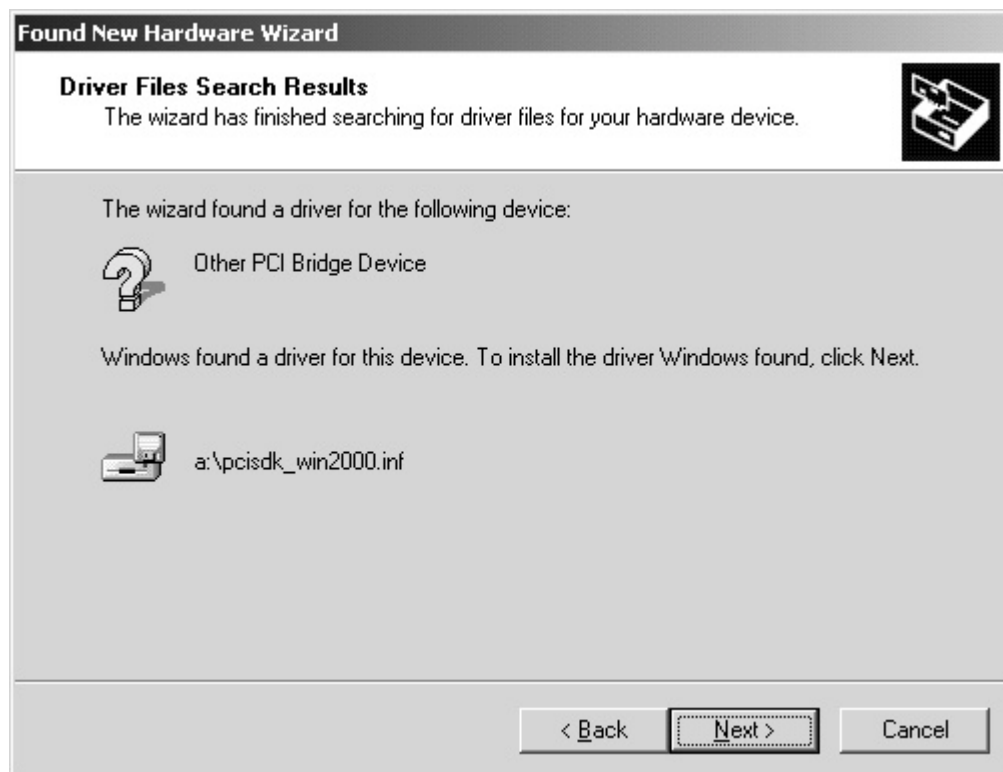 Found New Hardware Wizard
Driver Files Search Results
The wizard has finished searching for driver files for your hardware device.
The wizard found a driver for the following device:
Other PCI Bridge Device
Windows found a driver for this device. To install the driver Windows found, click Next.
a:\pcisdk_win2000.inf
< Back
Next >
Cancel